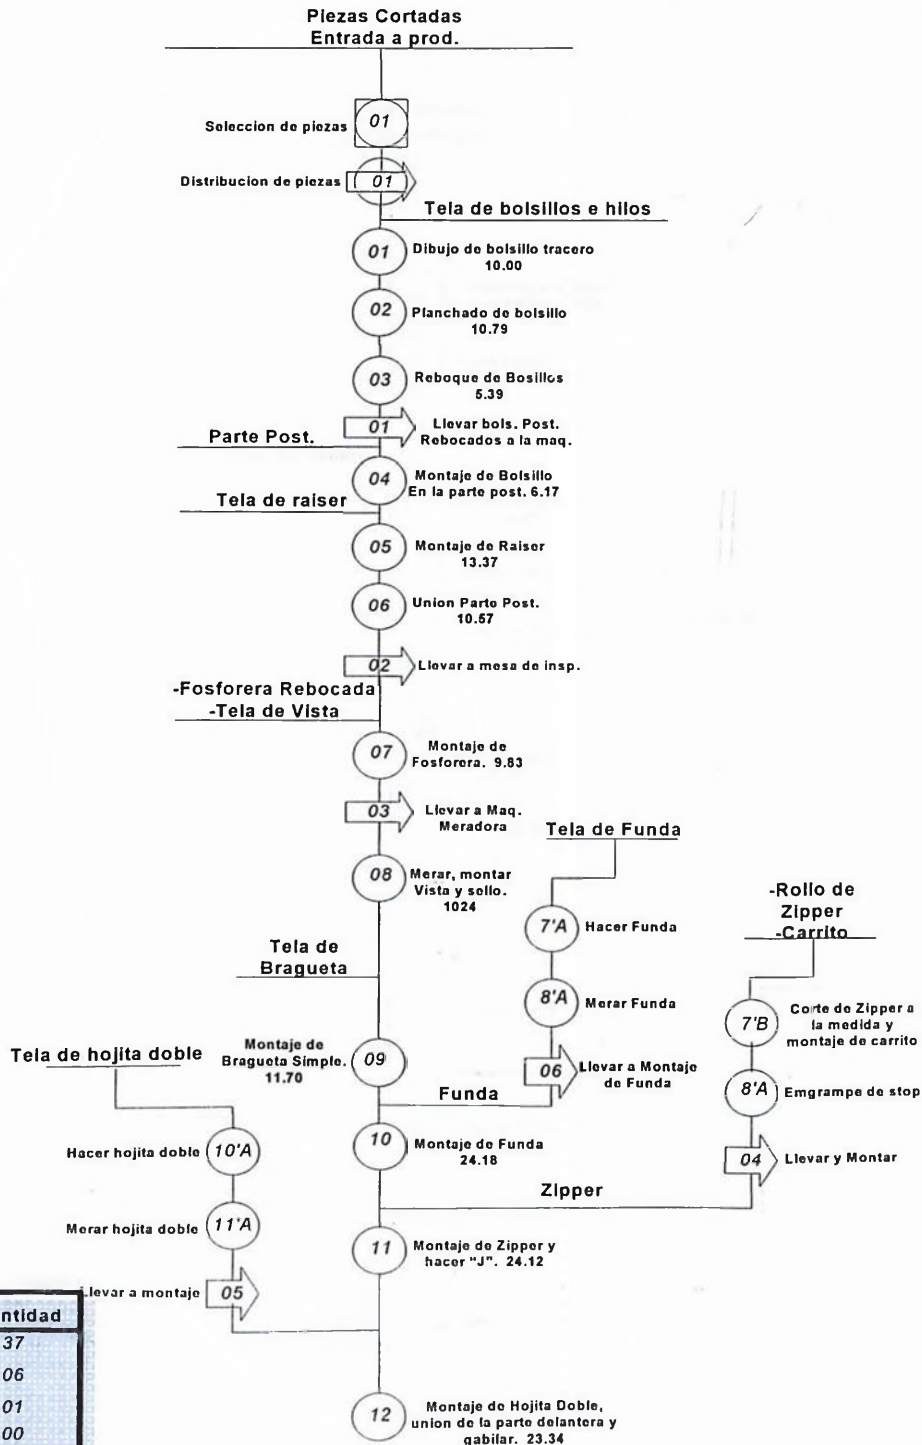 Piezas Cortadas
Entrada a prod.
Seleccion de piezas
01
Distribucion de piezas
01
Tela de bolsillos e hilos
01
Dibujo de bolsillo tracero
10.00
02
Planchado de bolsillo
10.79
03
Reboque de Bosillos
5.39
01
Llevar bols. Post.
Rebocados a la maq.
Parte Post.
04
Montaje de Bolsillo
En la parte post. 6.17
Tela de raiser
05
Montaje de Raiser
13.37
06
Union Parte Post.
10.57
02
Llevar a mesa de insp.
-Fosforera Rebocada
-Tela de Vista
07
Montaje de
Fosforera. 9.83
03
Llevar a Maq.
Meradora
08
Merar, montar
Vista y sello.
1024
Tela de Funda
7'A
Hacer Funda
8'A
Merar Funda
06
Llevar a Montaje
de Funda
-Rollo de
Zipper
-Carrito
7'B
Corte de Zipper a
la medida y
montaje de carrito
8'A
Emgrampe de stop
04
Llevar y Montar
Tela de
Bragueta
Montaje de
Bragueta Simple.
11.70
09
Funda
10
Montaje de Funda
24.18
Zipper
11
Montaje de Zipper y
hacer "J". 24.12
Tela de hojita doble
Hacer hojita doble
10'A
Merar hojita doble
11'A
Llevar a montaje
05
12
Montaje de Hojita Doble,
union de la parte delantera y
gabilar. 23.34
ntidad
37
06
01
00